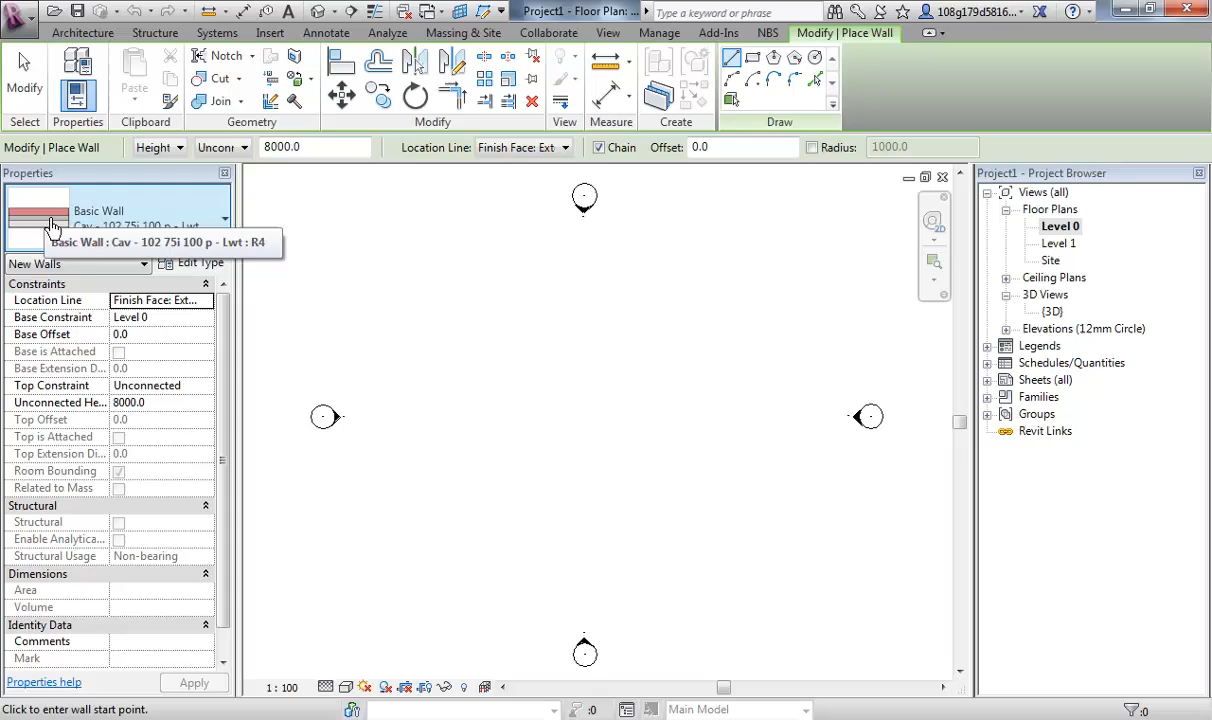 Project1 - Floor Plan: ...
Type a keyword or phrase
108g179d5816...
Architecture
Structure
Systems
Insert
Annotate
Analyze
Massing & Site
Collaborate
View
Manage
Add-Ins
NBS
Modify | Place Wall
Modify
Properties
Paste
Notch
Cut
Join
Select
Properties
Clipboard
Geometry
Modify
View
Measure
Create
Draw
Modify | Place Wall
Height
Unconr
8000.0
Location Line:
Finish Face: Ext
Chain
Offset:
0.0
Radius:
1000.0
Properties
Basic Wall
Cav - 102 75i 100 p - Lwt
Basic Wall : Cav - 102 75i 100 p - Lwt : R4
New Walls
Edit Type
Constraints
Location Line Finish Face: Ext...
Base Constraint Level 0
Base Offset 0.0
Base is Attached
Base Extension D... 0.0
Top Constraint Unconnected
Unconnected He... 8000.0
Top Offset 0.0
Top is Attached
Top Extension Di... 0.0
Room Bounding
Related to Mass
Structural
Structural
Enable Analytica...
Structural Usage Non-bearing
Dimensions
Area
Volume
Identity Data
Comments
Mark
Properties help
Apply
2D
1 : 100
Project1 - Project Browser
Views (all)
Floor Plans
Level 0
Level 1
Site
Ceiling Plans
3D Views
{3D}
Elevations (12mm Circle)
Legends
Schedules/Quantities
Sheets (all)
Families
Groups
Revit Links
Click to enter wall start point.
:0
Main Model
:0